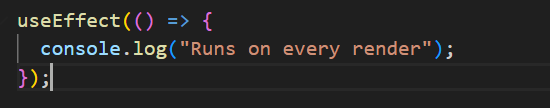 useEffect(() => {
  console.log("Runs on every render");
});